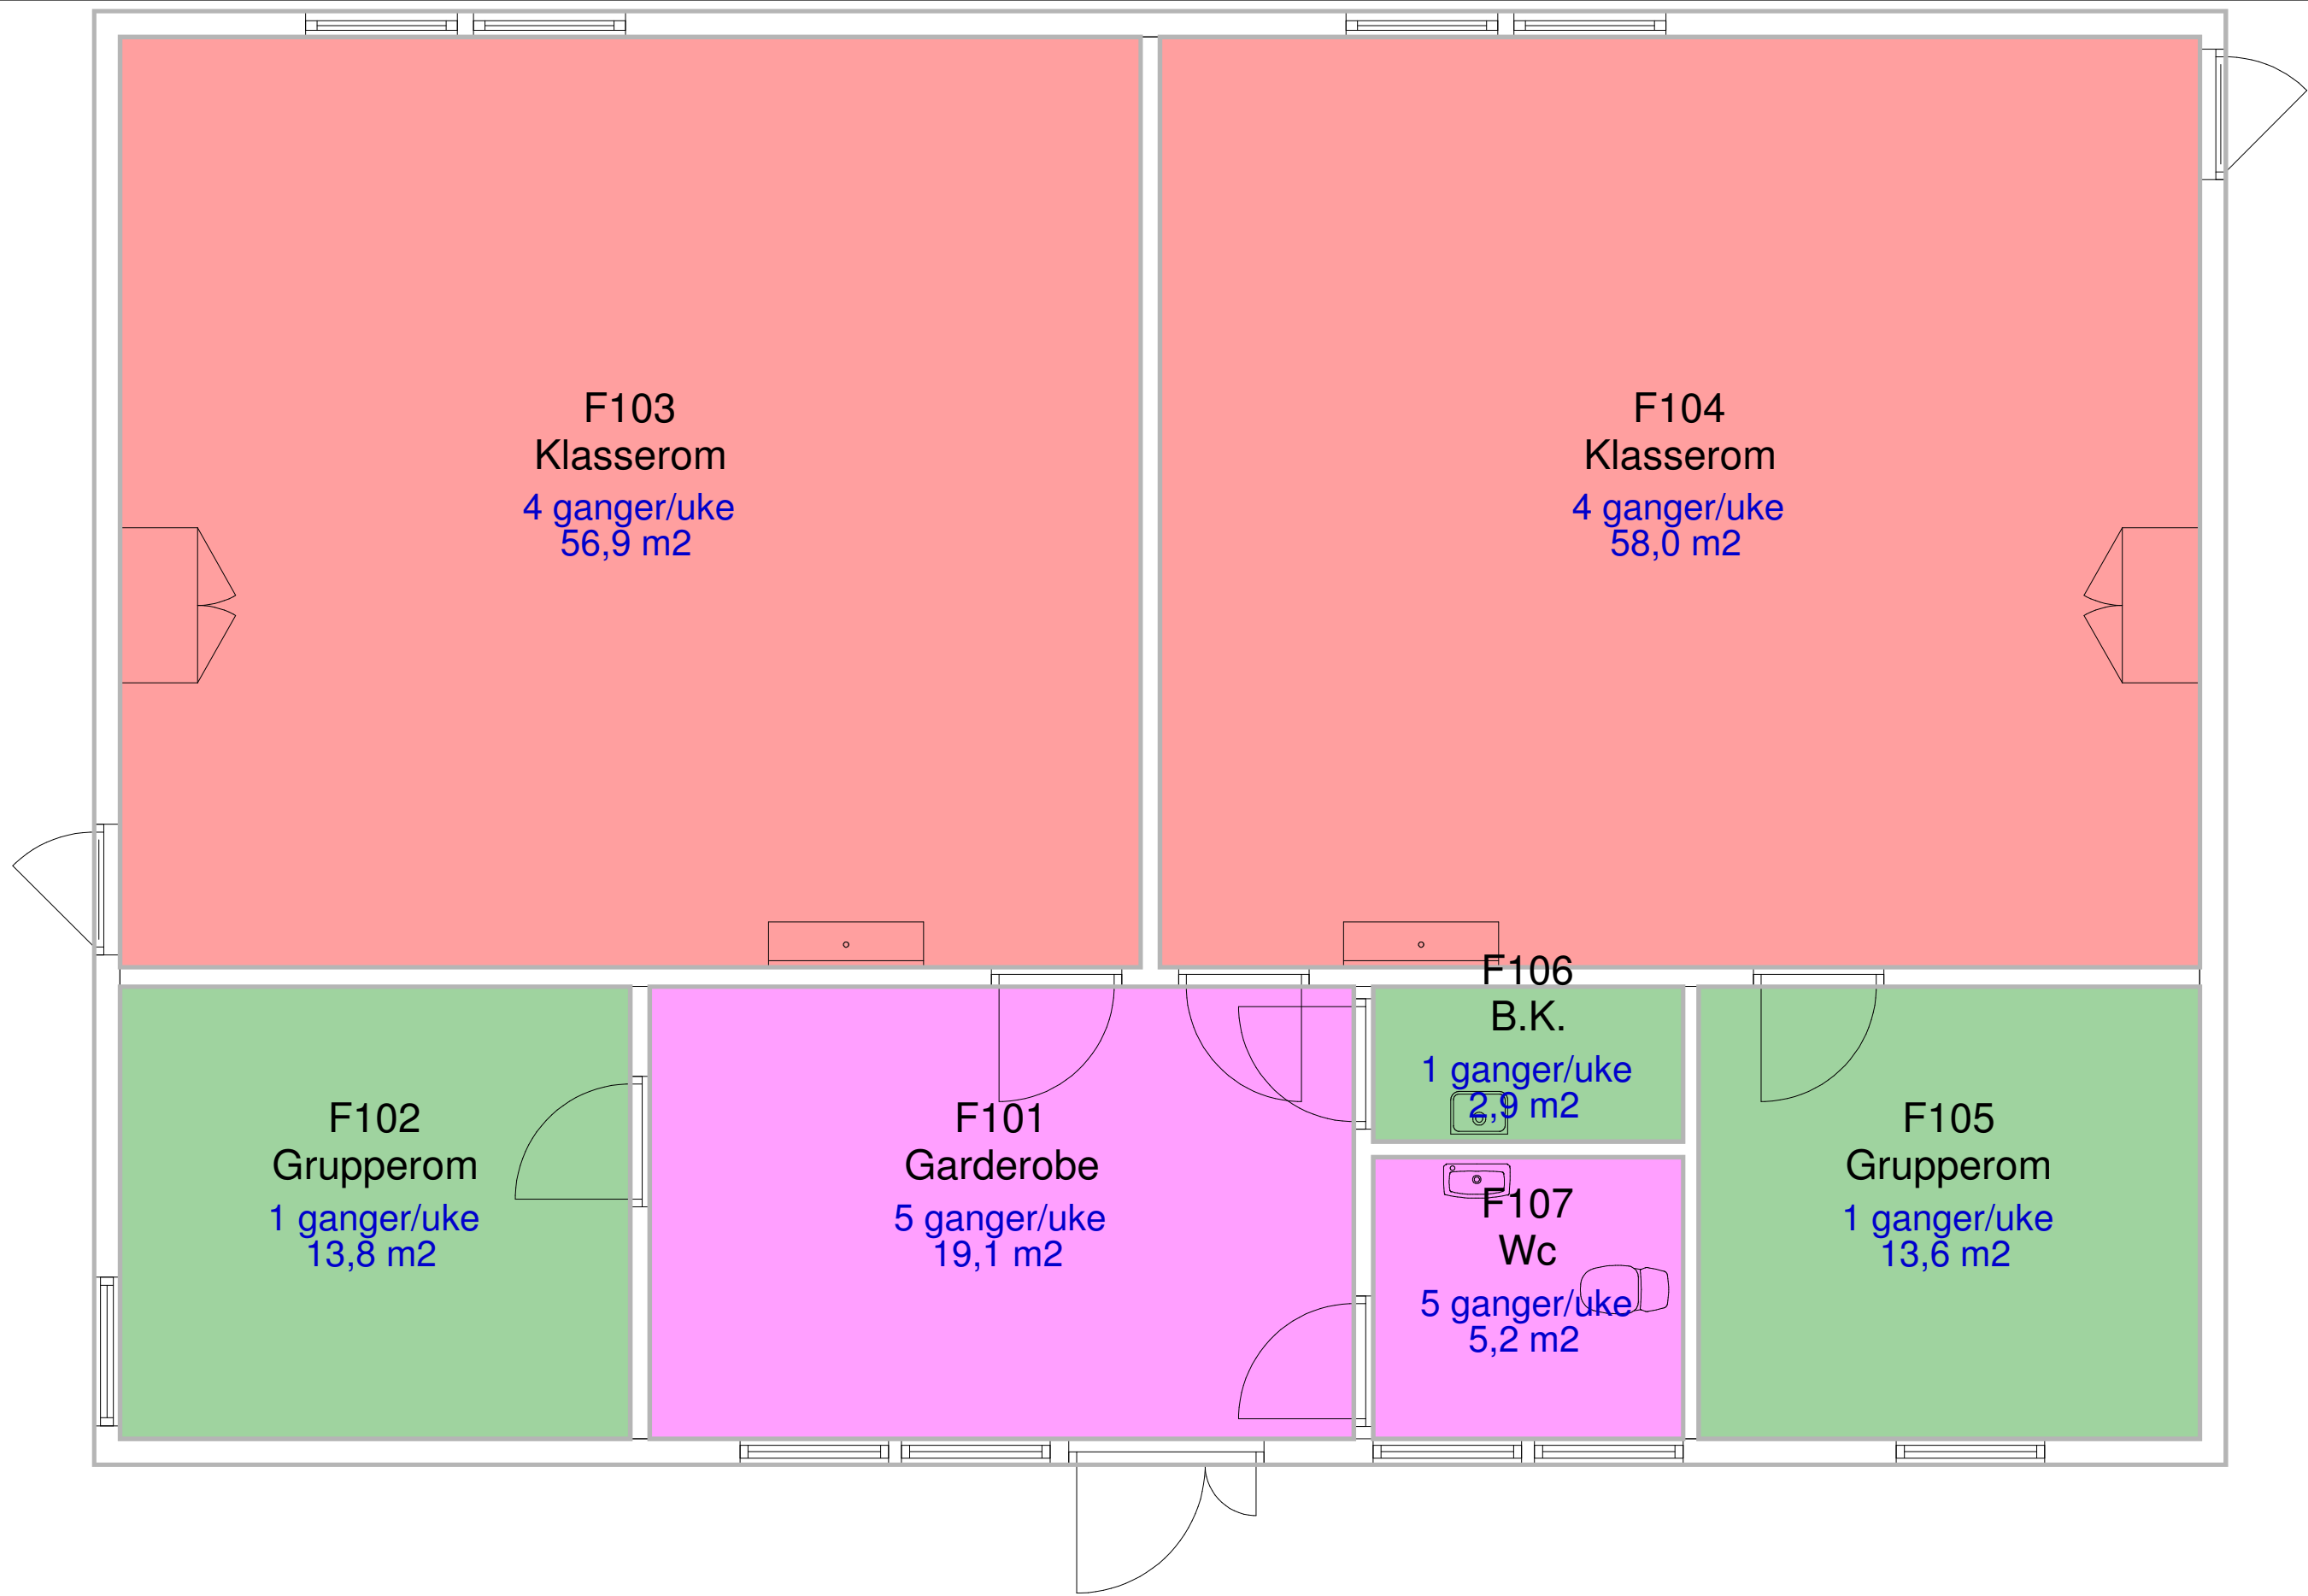 F103
Klasserom
4 ganger/uke
56,9 m2
F104
Klasserom
4 ganger/uke
58,0 m2
F106
B.K.
1 ganger/uke
2,9 m2
F102
Grupperom
1 ganger/uke
13,8 m2
F101
Garderobe
5 ganger/uke
19,1 m2
F107
Wc
5 ganger/uke
5,2 m2
F105
Grupperom
1 ganger/uke
13,6 m2